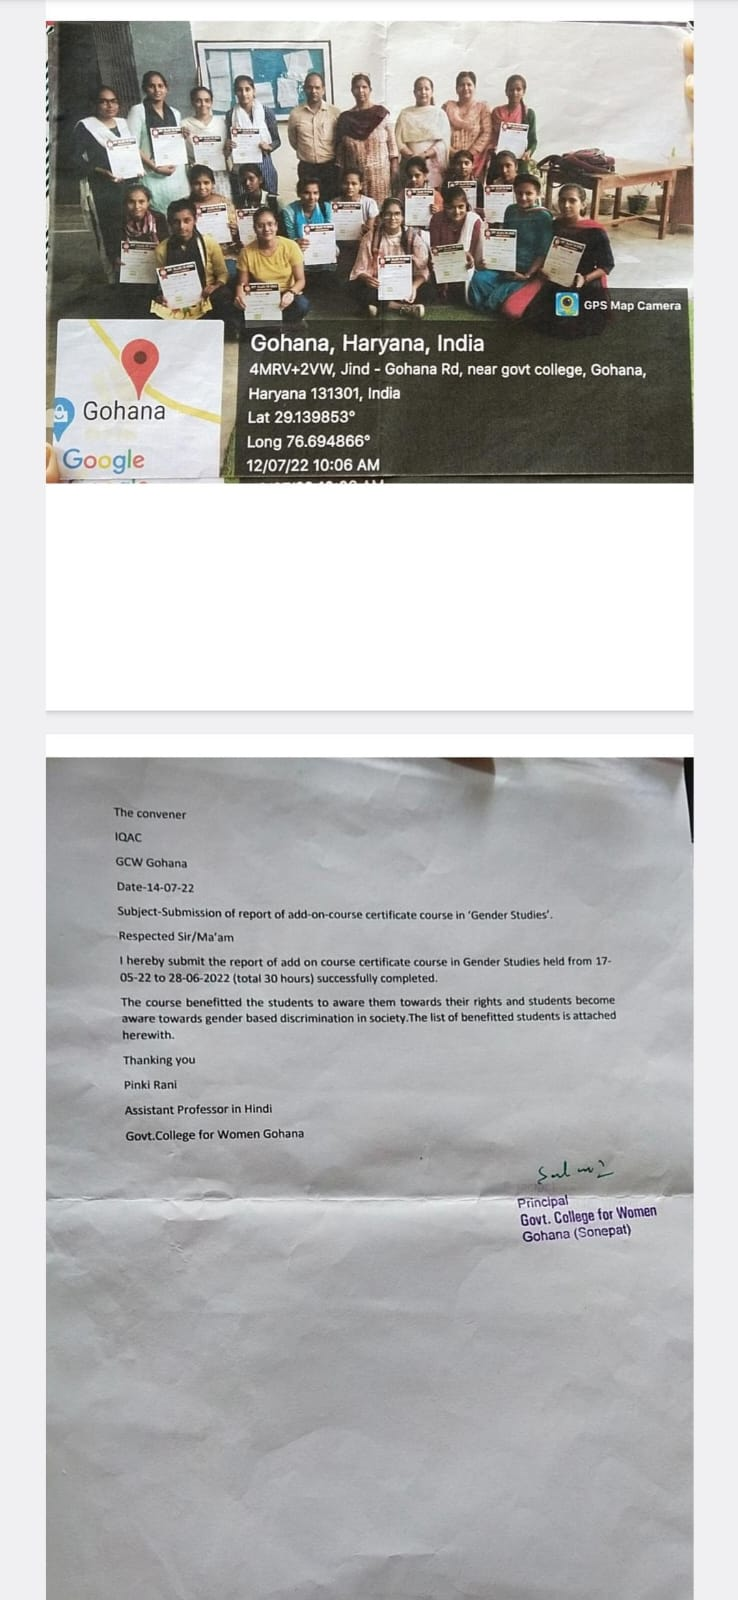 GPS Map Camera
Gohana, Haryana, India
4MRV+2VW, Jind - Gohana Rd, near govt college, Gohana,
Haryana 131301, India
Lat 29.139853°
Long 76.694866°
12/07/22 10:06 AM
Gohana
Google
The convener
IQAC
GCW Gohana
Date-14-07-22
Subject-Submission of report of add-on-course certificate course in 'Gender Studies'.
Respected Sir/Ma'am
I hereby submit the report of add on course certificate course in Gender Studies held from 17-
05-22 to 28-06-2022 (total 30 hours) successfully completed.
The course benefitted the students to aware them towards their rights and students become
aware towards gender based discrimination in society.The list of benefitted students is attached
herewith.
Thanking you
Pinki Rani
Assistant Professor in Hindi
Govt.College for Women Gohana
Principal
Govt. College for Women
Gohana (Sonepat)